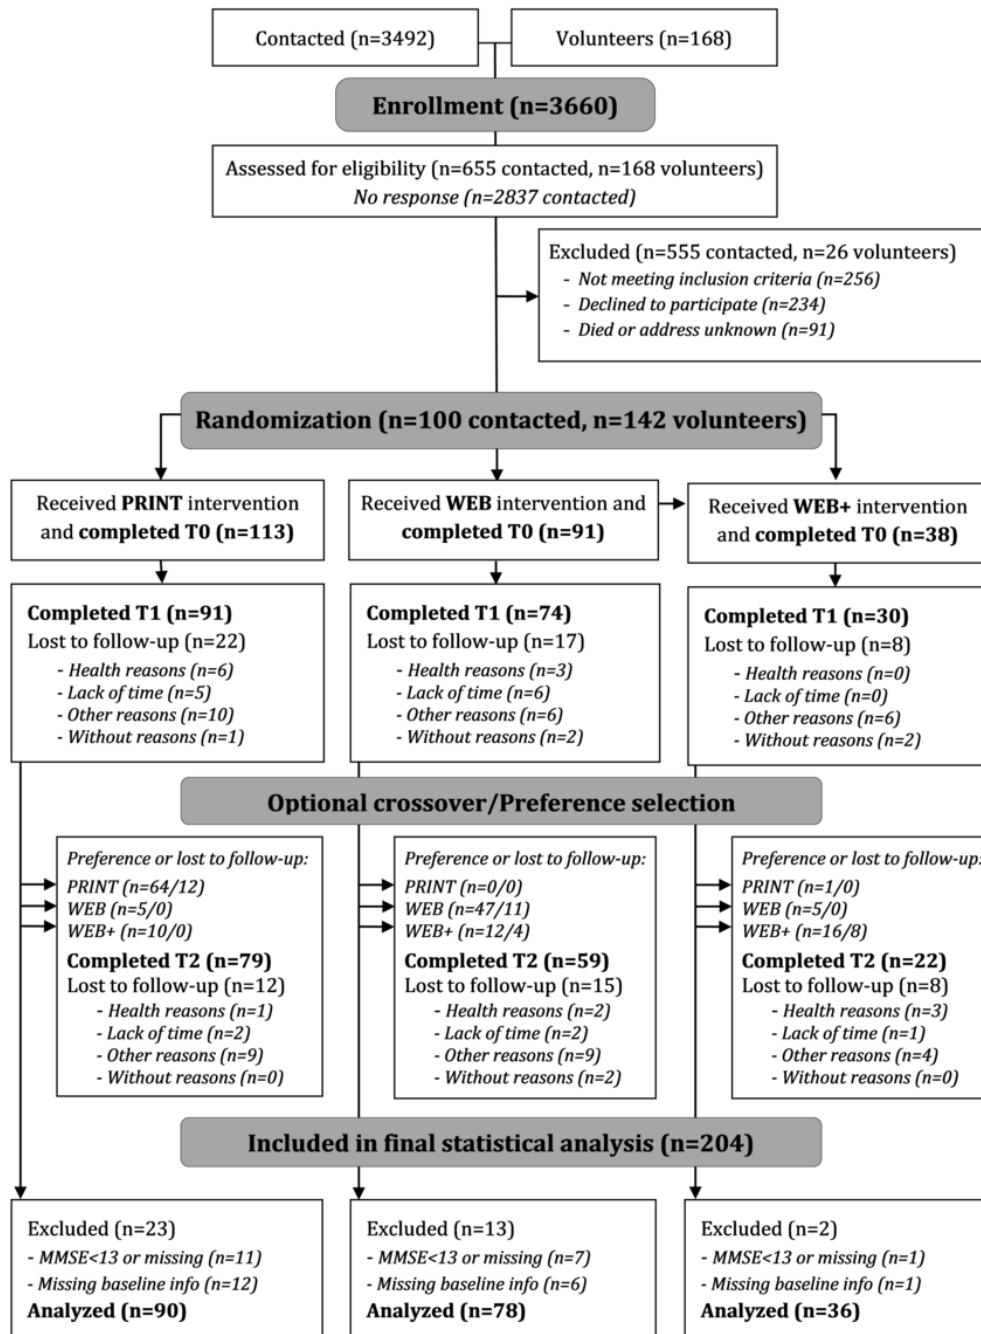 Contacted (n=3492)
Volunteers (n=168)
Enrollment (n=3660)
Assessed for eligibility (n=655 contacted, n=168 volunteers)
No response (n=2837 contacted)
Excluded (n=555 contacted, n=26 volunteers)
- Not meeting inclusion criteria (n=256)
- Declined to participate (n=234)
- Died or address unknown (n=91)
Randomization (n=100 contacted, n=142 volunteers)
Received PRINT intervention
and completed T0 (n=113)
Received WEB intervention and
completed T0 (n=91)
Received WEB+ intervention
and completed T0 (n=38)
Completed T1 (n=91)
Lost to follow-up (n=22)
- Health reasons (n=6)
- Lack of time (n=5)
- Other reasons (n=10)
- Without reasons (n=1)
Completed T1 (n=74)
Lost to follow-up (n=17)
- Health reasons (n=3)
- Lack of time (n=6)
- Other reasons (n=6)
- Without reasons (n=2)
Completed T1 (n=30)
Lost to follow-up (n=8)
- Health reasons (n=0)
- Lack of time (n=0)
- Other reasons (n=6)
- Without reasons (n=2)
Optional crossover/Preference selection
Preference or lost to follow-up:
PRINT (n=64/12)
WEB (n=5/0)
WEB+ (n=10/0)
Completed T2 (n=79)
Lost to follow-up (n=12)
- Health reasons (n=1)
- Lack of time (n=2)
- Other reasons (n=9)
- Without reasons (n=0)
Preference or lost to follow-up:
PRINT (n=0/0)
WEB (n=47/11)
WEB+ (n=12/4)
Completed T2 (n=59)
Lost to follow-up (n=15)
- Health reasons (n=2)
- Lack of time (n=2)
- Other reasons (n=9)
- Without reasons (n=2)
Preference or lost to follow-up:
PRINT (n=1/0)
WEB (n=5/0)
WEB+ (n=16/8)
Completed T2 (n=22)
Lost to follow-up (n=8)
- Health reasons (n=3)
- Lack of time (n=1)
- Other reasons (n=4)
- Without reasons (n=0)
Included in final statistical analysis (n=204)
Excluded (n=23)
- MMSE<13 or missing (n=11)
- Missing baseline info (n=12)
Analyzed (n=90)
Excluded (n=13)
- MMSE<13 or missing (n=7)
- Missing baseline info (n=6)
Analyzed (n=78)
Excluded (n=2)
- MMSE<13 or missing (n=1)
- Missing baseline info (n=1)
Analyzed (n=36)